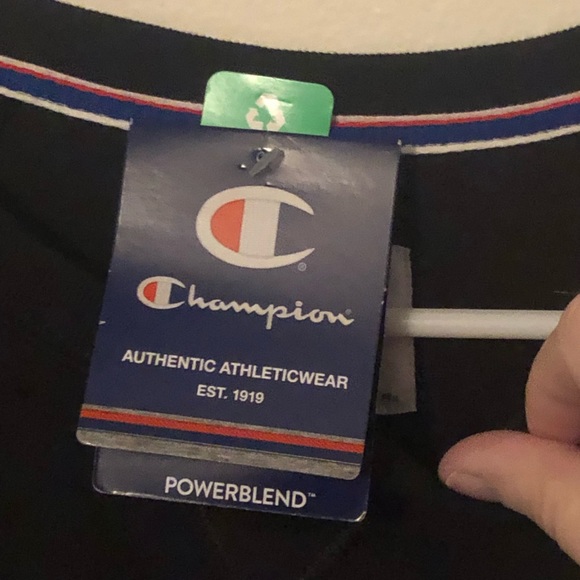 Champion®
AUTHENTIC ATHLETICWEAR
EST. 1919
POWERBLEND™